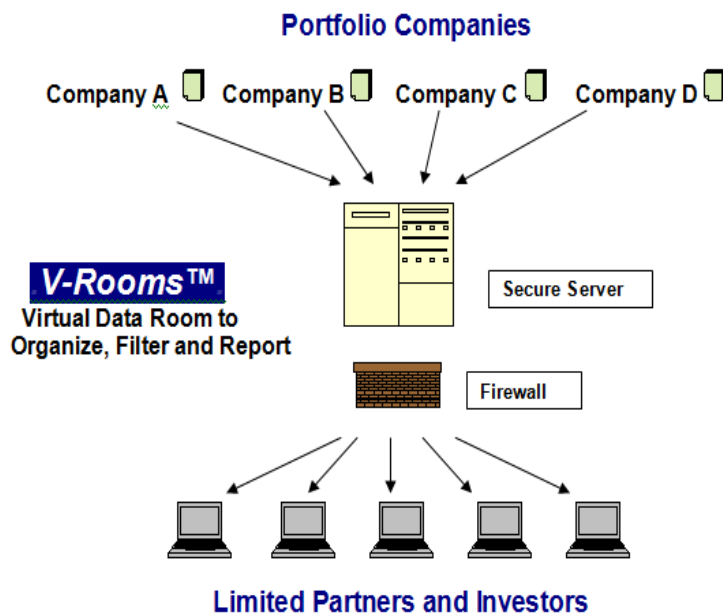 Portfolio Companies
Company A Company B Company C Company D
V-Rooms™
Virtual Data Room to
Organize, Filter and Report
Secure Server
Firewall
Limited Partners and Investors